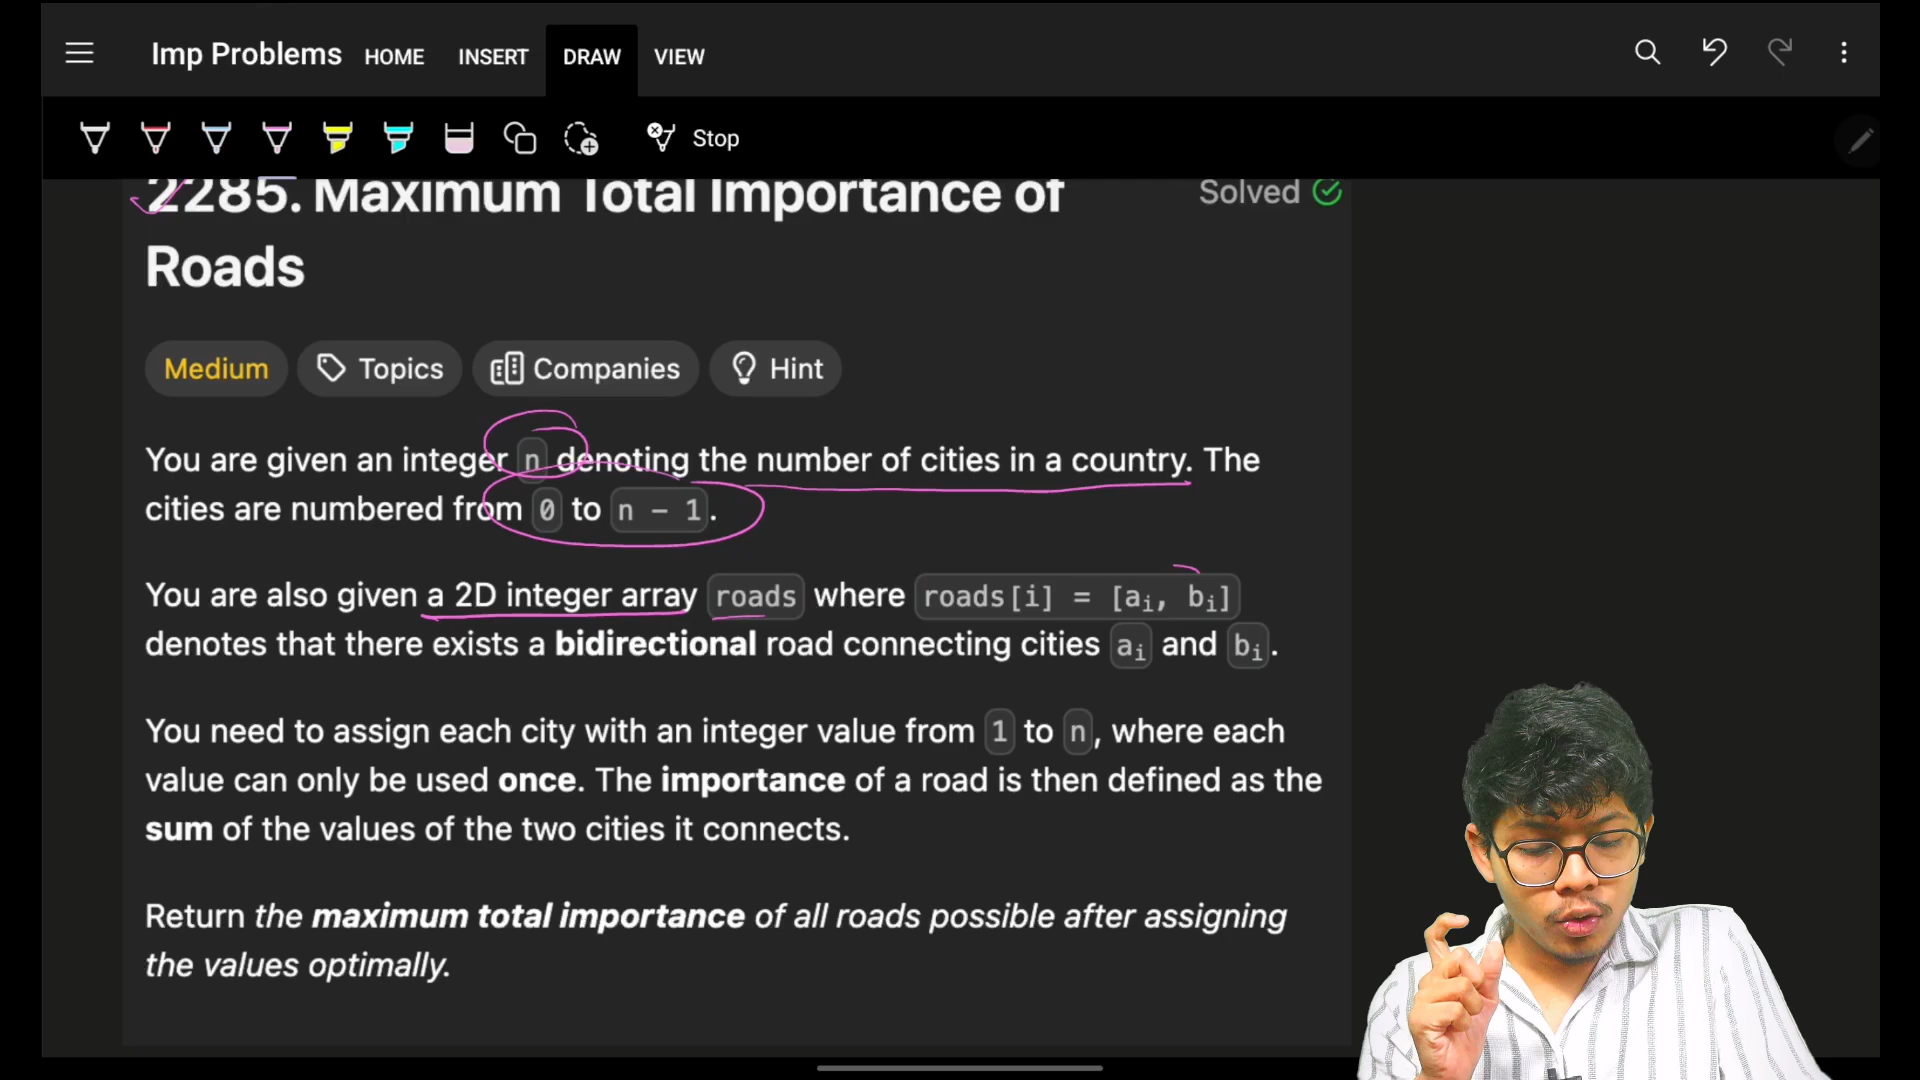 Imp Problems HOME INSERT DRAW VIEW
Stop
2285. Maximum Total Importance of
Roads
Solved
Medium Topics Companies Hint
You are given an integer n denoting the number of cities in a country. The
cities are numbered from 0 to n - 1.
You are also given a 2D integer array roads where roads[i] = [aᵢ, bᵢ]
denotes that there exists a bidirectional road connecting cities aᵢ and bᵢ.
You need to assign each city with an integer value from 1 to n, where each
value can only be used once. The importance of a road is then defined as the
sum of the values of the two cities it connects.
Return the maximum total importance of all roads possible after assigning
the values optimally.